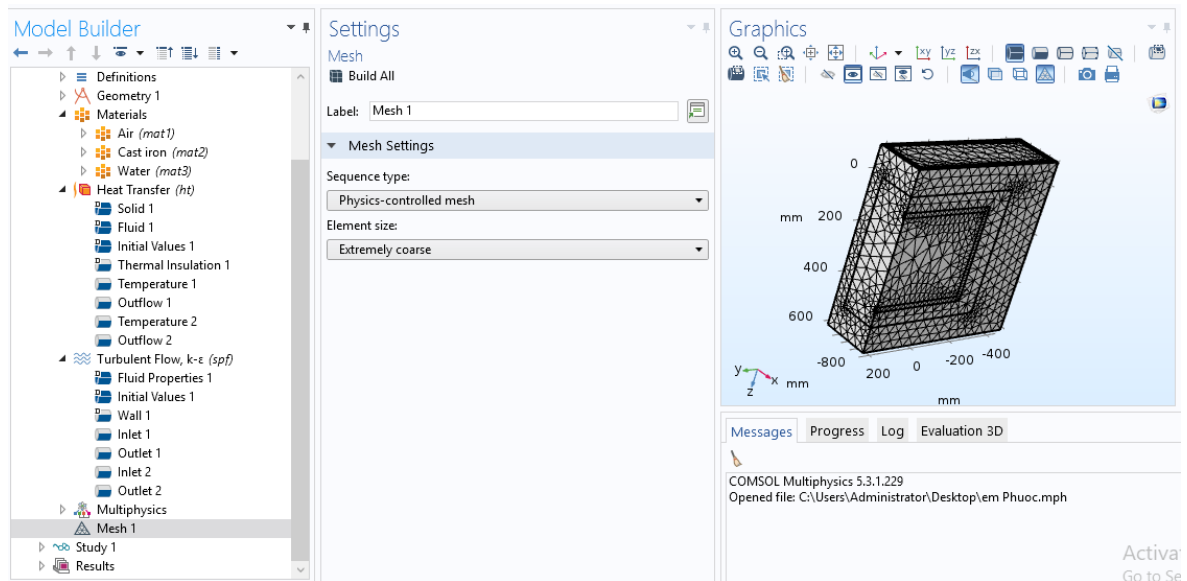 Model Builder
Definitions
Geometry 1
Materials
Air (mat1)
Cast iron (mat2)
Water (mat3)
Heat Transfer (ht)
Solid 1
Fluid 1
Initial Values 1
Thermal Insulation 1
Temperature 1
Outflow 1
Temperature 2
Outflow 2
Turbulent Flow, k-ε (spf)
Fluid Properties 1
Initial Values 1
Wall 1
Inlet 1
Outlet 1
Inlet 2
Outlet 2
Multiphysics
Mesh 1
Study 1
Results
Settings
Mesh
Build All
Label: Mesh 1
Mesh Settings
Sequence type:
Physics-controlled mesh
Element size:
Extremely coarse
Graphics
xy yz zx
0
mm 200
400
600
-800 200 0 -200 -400
y x z mm
mm
Messages Progress Log Evaluation 3D
COMSOL Multiphysics 5.3.1.229
Opened file: C:\Users\Administrator\Desktop\em Phuoc.mph
Activa
Go to Se